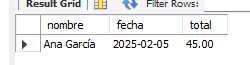 Result Grid Filter Rows:
nombre fecha total
Ana García 2025-02-05 45.00